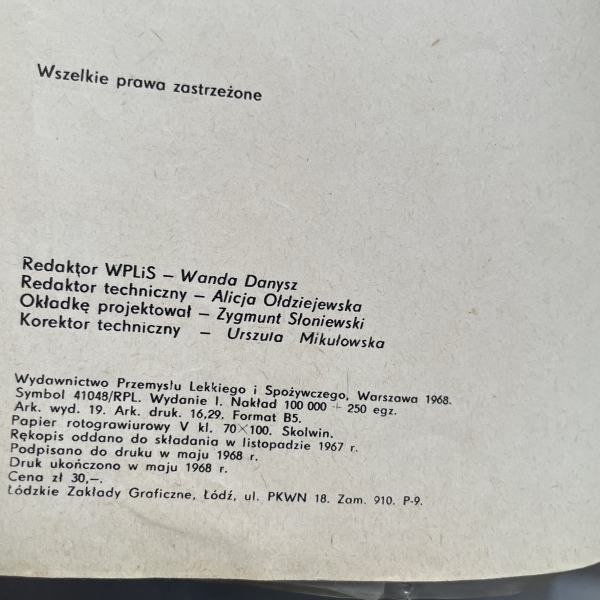 Wszelkie prawa zastrzeżone
Redaktor WPLiS – Wanda Danysz
Redaktor techniczny – Alicja Ołdziejewska
Okładkę projektował – Zygmunt Słoniewski
Korektor techniczny – Urszula Mikułowska
Wydawnictwo Przemysłu Lekkiego i Spożywczego, Warszawa 1968.
Symbol 41048/RPL. Wydanie I. Nakład 100 000 + 250 egz.
Ark. wyd. 19. Ark. druk. 16,29. Format B5.
Papier rotograwiurowy V kl. 70×100. Skolwin.
Rękopis oddano do składania w listopadzie 1967 r.
Podpisano do druku w maju 1968 r.
Druk ukończono w maju 1968 r.
Cena zł 30,–.
Łódzkie Zakłady Graficzne, Łódź, ul. PKWN 18. Zam. 910. P-9.